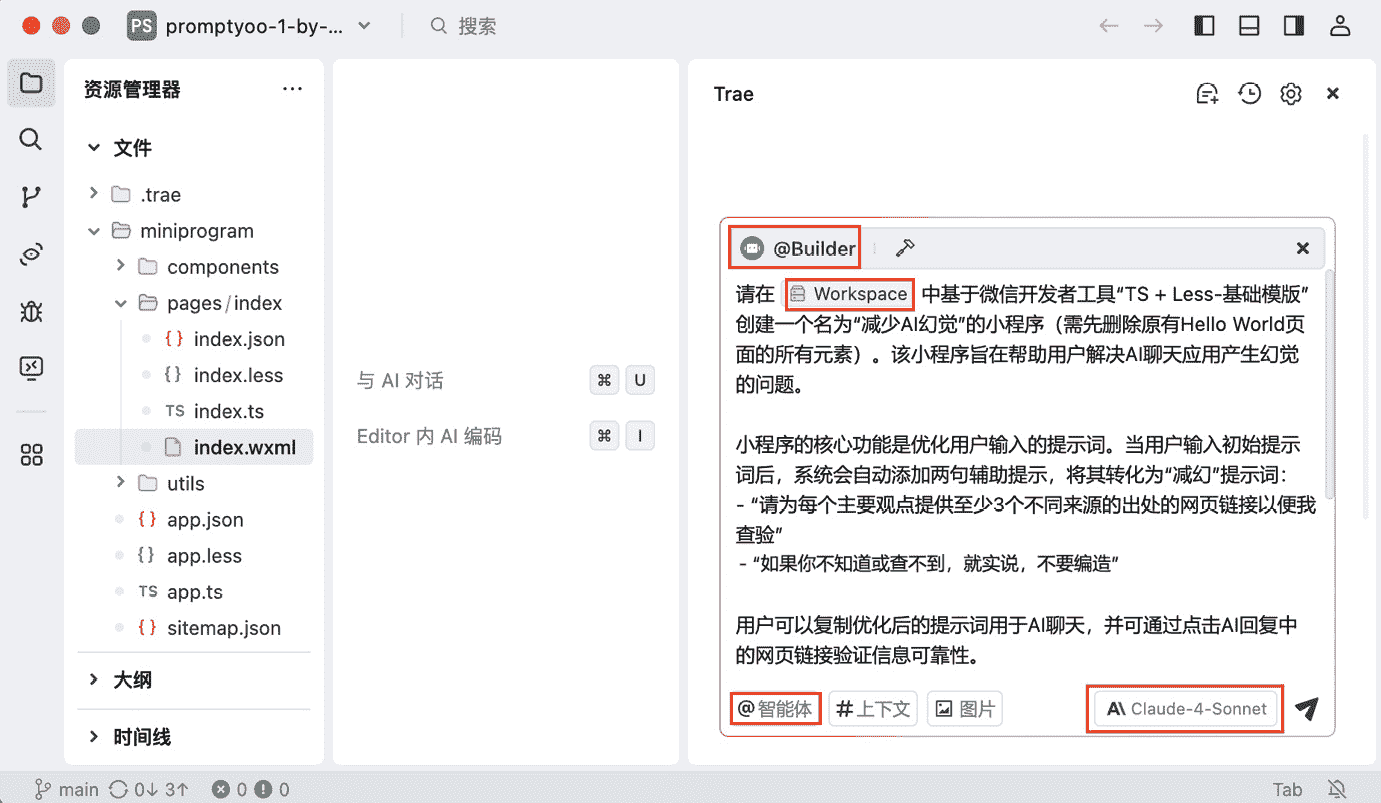 PS promptyoo-1-by-...
搜索
资源管理器
文件
.trae
miniprogram
components
pages/index
{} index.json
{} index.less
TS index.ts
index.wxml
utils
{} app.json
{} app.less
TS app.ts
{} sitemap.json
大纲
时间线
与 AI 对话 ⌘ U
Editor 内 AI 编码 ⌘ I
Trae
@Builder
请在 Workspace 中基于微信开发者工具“TS + Less-基础模版”
创建一个名为“减少AI幻觉”的小程序（需先删除原有Hello World页
面的所有元素）。该小程序旨在帮助用户解决AI聊天应用产生幻觉
的问题。
小程序的核心功能是优化用户输入的提示词。当用户输入初始提示
词后，系统会自动添加两句辅助提示，将其转化为“减幻”提示词：
- “请为每个主要观点提供至少3个不同来源的出处的网页链接以便我
查验”
- “如果你不知道或查不到，就实说，不要编造”
用户可以复制优化后的提示词用于AI聊天，并可通过点击AI回复中
的网页链接验证信息可靠性。
@智能体 #上下文 图片 A\ Claude-4-Sonnet
main 0↓ 3↑ 0 0 Tab